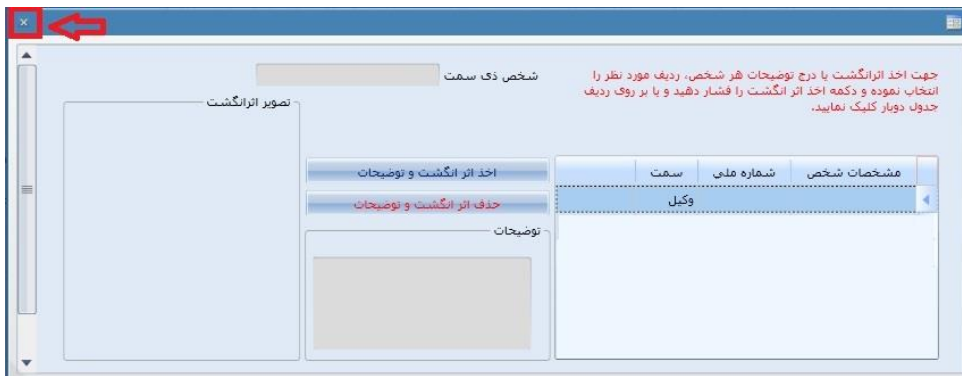 جهت اخذ اثرانگشت یا درج توضیحات هر شخص، ردیف مورد نظر را
انتخاب نموده و دکمه اخذ اثر انگشت را فشار دهید و یا بر روی ردیف
جدول دوبار کلیک نمایید.
شخص ذی سمت
تصویر اثرانگشت
مشخصات شخص شماره ملی سمت
وکیل
اخذ اثر انگشت و توضیحات
حذف اثر انگشت و توضیحات
توضیحات